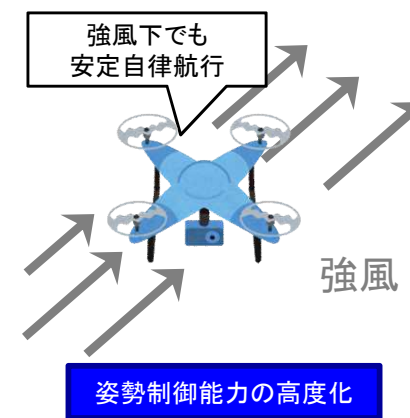 強風下でも
安定自律航行
強風
姿勢制御能力の高度化